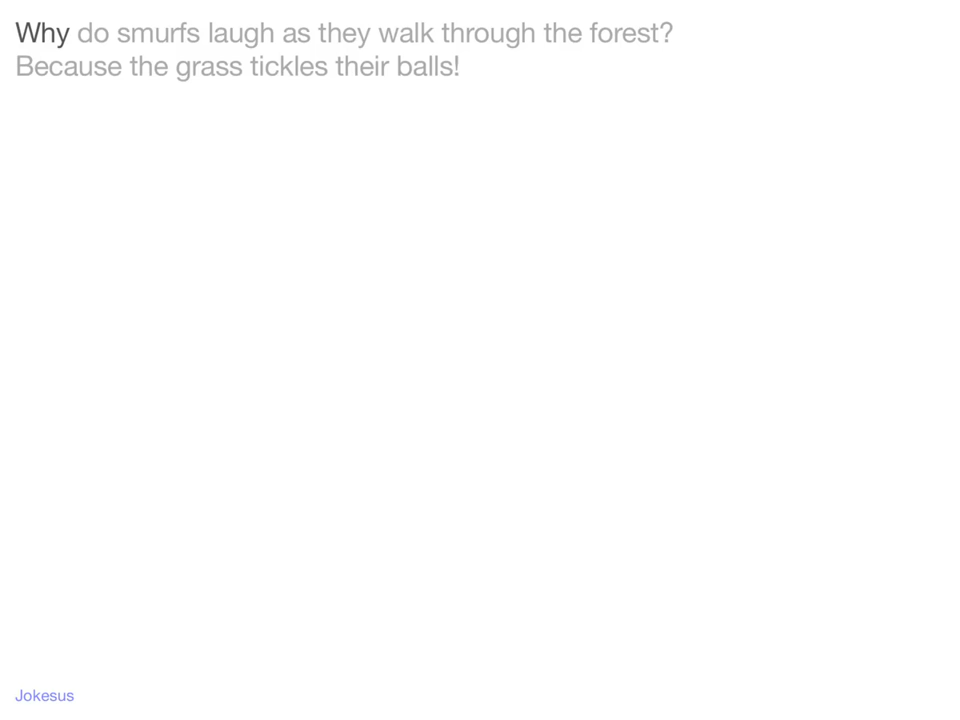 Why do smurfs laugh as they walk through the forest?
Because the grass tickles their balls!
Jokesus